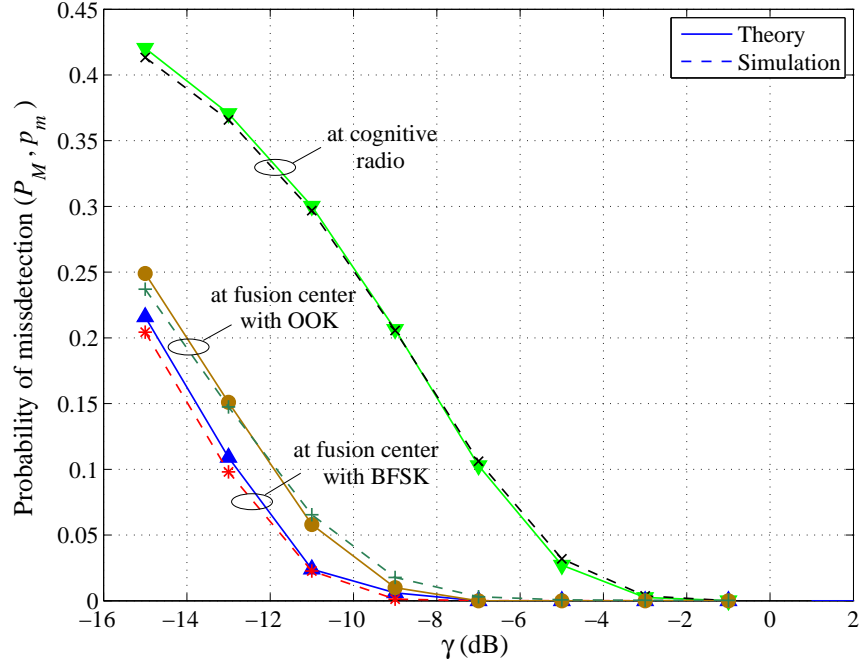 0.45
0.4
0.35
0.3
0.25
0.2
0.15
0.1
0.05
0
Probability of missdetection (P_M, p_m)
Theory
Simulation
at cognitive
radio
at fusion center
with OOK
at fusion center
with BFSK
−16
−14
−12
−10
−8
−6
−4
−2
0
2
γ (dB)